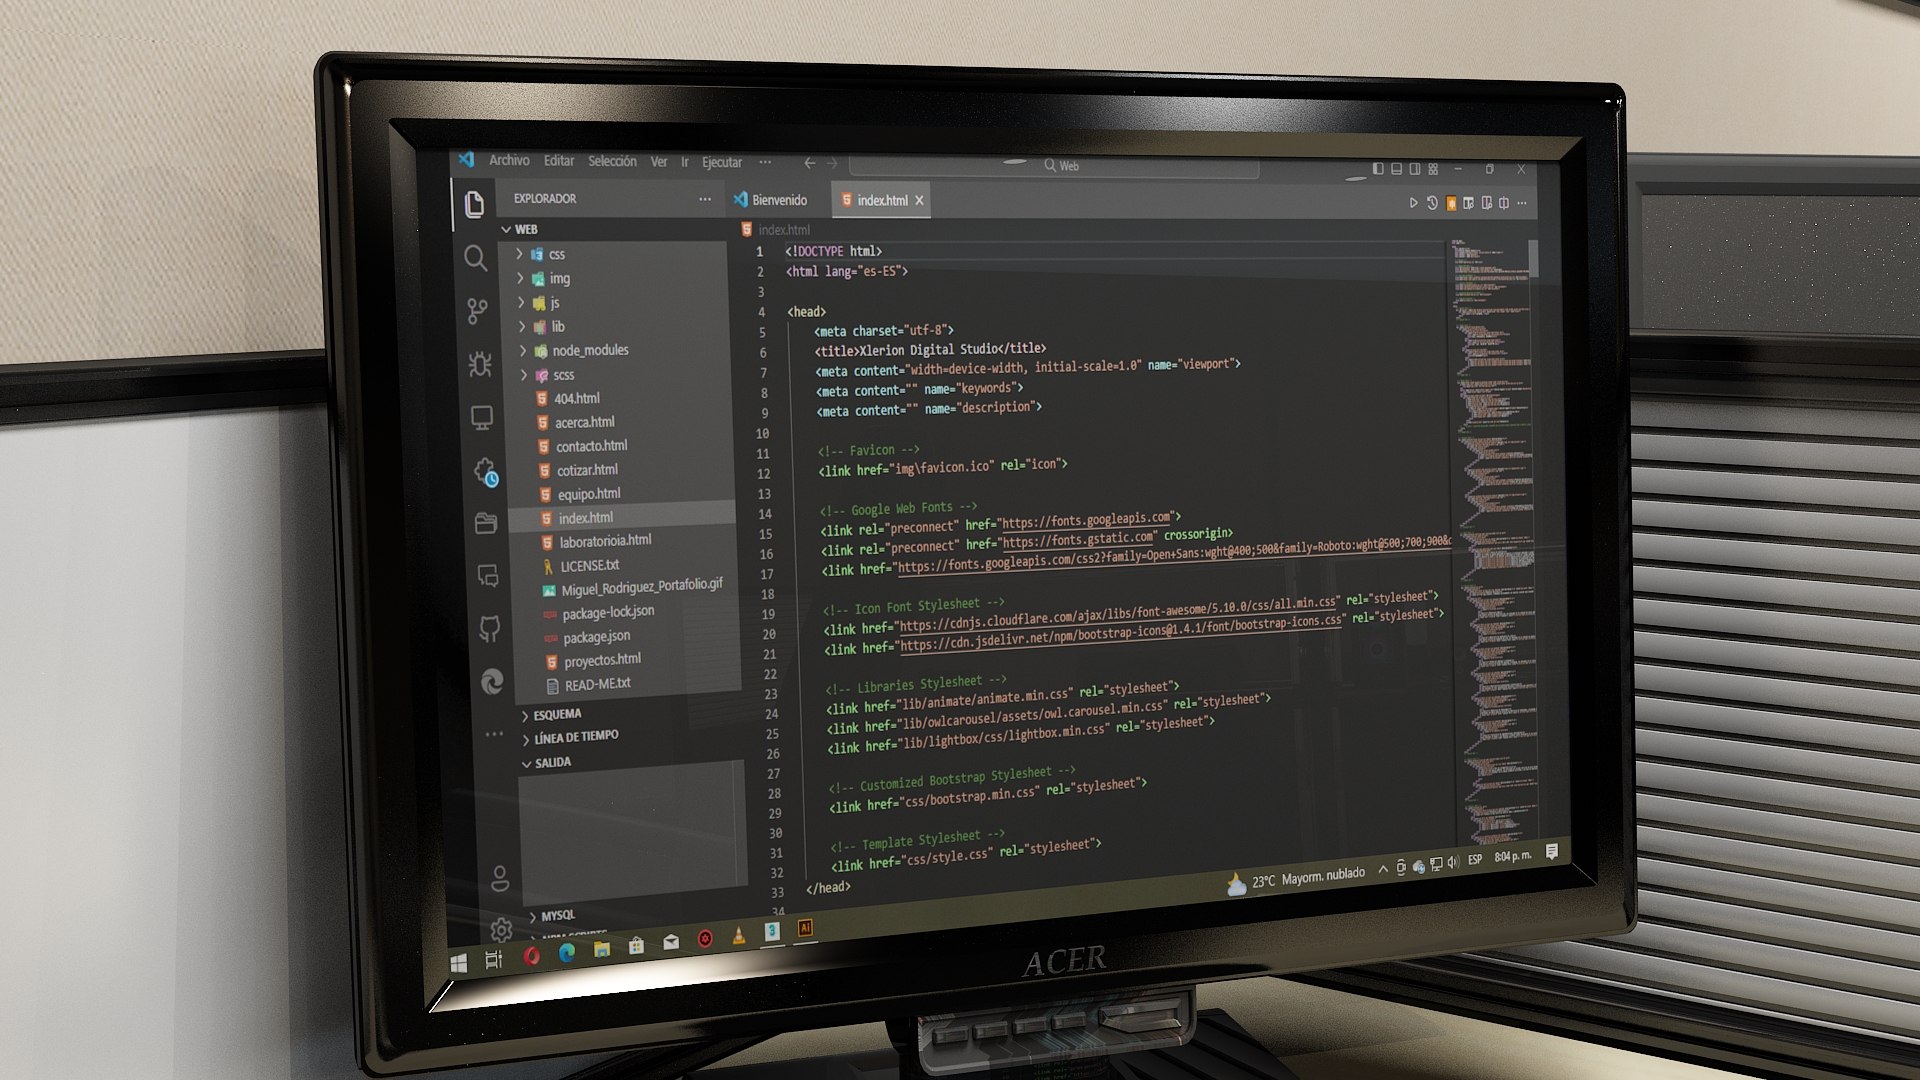 Archivo Editar Selección Ver Ir Ejecutar ··· Web
EXPLORADOR ···
Bienvenido index.html
WEB
css
img
js
lib
node_modules
scss
404.html
acerca.html
contacto.html
cotizar.html
equipo.html
index.html
laboratorioia.html
LICENSE.txt
Miguel_Rodriguez_Portafolio.gif
package-lock.json
package.json
proyectos.html
READ-ME.txt
ESQUEMA
LÍNEA DE TIEMPO
SALIDA
MYSQL
index.html
1 <!DOCTYPE html>
2 <html lang="es-ES">
3
4 <head>
5 <meta charset="utf-8">
6 <title>Xlerion Digital Studio</title>
7 <meta content="width=device-width, initial-scale=1.0" name="viewport">
8 <meta content="" name="keywords">
9 <meta content="" name="description">
10
11 <!-- Favicon -->
12 <link href="img\favicon.ico" rel="icon">
13
14 <!-- Google Web Fonts -->
15 <link rel="preconnect" href="https://fonts.googleapis.com">
16 <link rel="preconnect" href="https://fonts.gstatic.com" crossorigin>
17 <link href="https://fonts.googleapis.com/css2?family=Open+Sans:wght@400;500&family=Roboto:wght@500;700;900&d
18
19 <!-- Icon Font Stylesheet -->
20 <link href="https://cdnjs.cloudflare.com/ajax/libs/font-awesome/5.10.0/css/all.min.css" rel="stylesheet">
21 <link href="https://cdn.jsdelivr.net/npm/bootstrap-icons@1.4.1/font/bootstrap-icons.css" rel="stylesheet">
22
23 <!-- Libraries Stylesheet -->
24 <link href="lib/animate/animate.min.css" rel="stylesheet">
25 <link href="lib/owlcarousel/assets/owl.carousel.min.css" rel="stylesheet">
26 <link href="lib/lightbox/css/lightbox.min.css" rel="stylesheet">
27
28 <!-- Customized Bootstrap Stylesheet -->
29 <link href="css/bootstrap.min.css" rel="stylesheet">
30
31 <!-- Template Stylesheet -->
32 <link href="css/style.css" rel="stylesheet">
33 </head>
34
3 Ai
23°C Mayorm. nublado ESP 8:04 p. m.
ACER